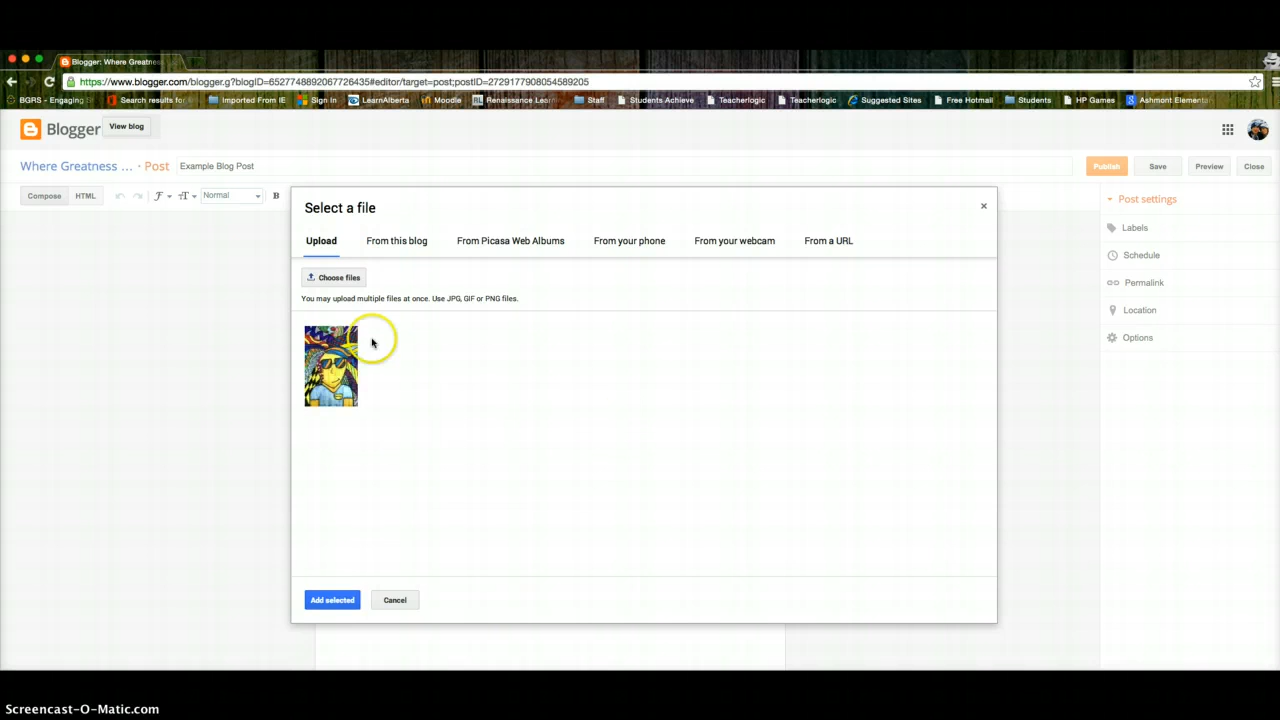 Blogger: Where Greatness
https://www.blogger.com/blogger.g?blogID=6527748892067726435#editor/target=post;postID=2729177908054589205
BGRS - Engaging S Search results for Imported From IE Sign In LearnAlberta Moodle Renaissance Lear Staff Students Achieve Teacherlogic Teacherlogic Suggested Sites Free Hotmail Students HP Games Ashmont Elementa
Blogger View blog
Where Greatness ... · Post Example Blog Post Publish Save Preview Close
Compose HTML Normal B
Post settings
Labels
Schedule
Permalink
Location
Options
Select a file
Upload From this blog From Picasa Web Albums From your phone From your webcam From a URL
Choose files
You may upload multiple files at once. Use JPG, GIF or PNG files.
Add selected Cancel
Screencast-O-Matic.com